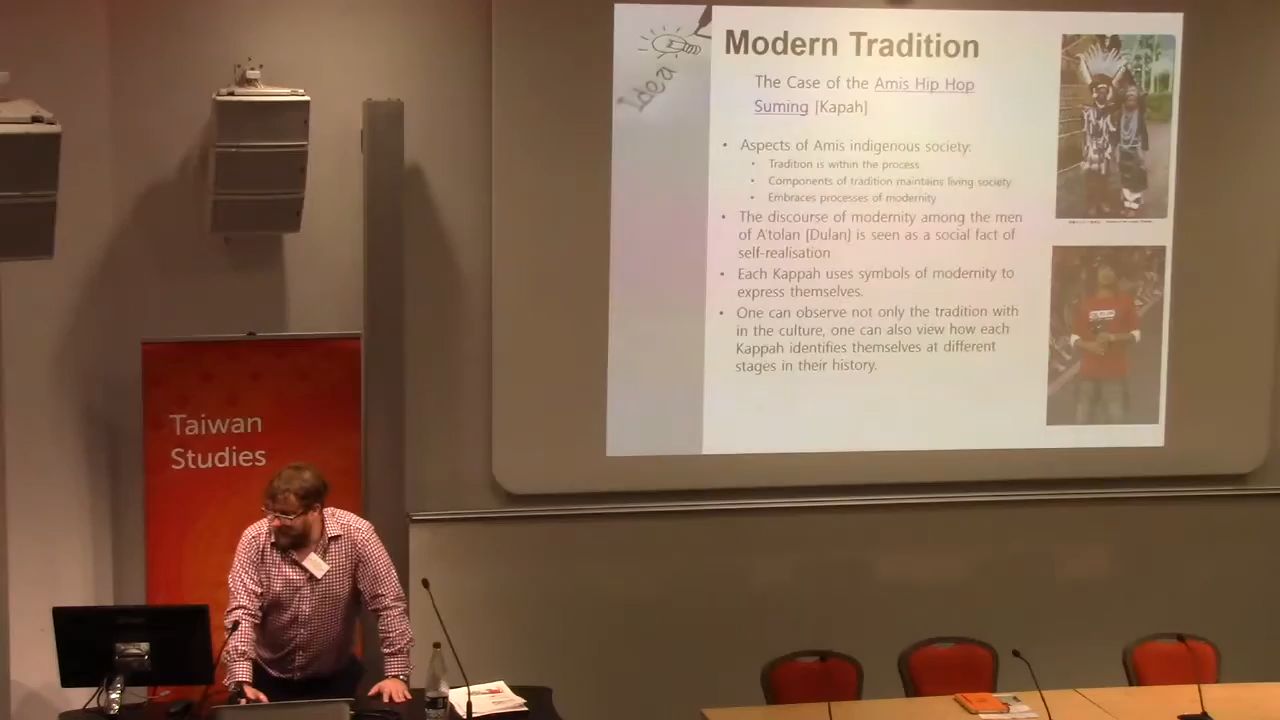 Idea
Modern Tradition
The Case of the Amis Hip Hop
Suming [Kapah]
• Aspects of Amis indigenous society:
• Tradition is within the process
• Components of tradition maintains living society
• Embraces processes of modernity
• The discourse of modernity among the men
of A'tolan [Dulan] is seen as a social fact of
self-realisation
• Each Kappah uses symbols of modernity to
express themselves.
• One can observe not only the tradition with
in the culture, one can also view how each
Kappah identifies themselves at different
stages in their history.
Taiwan
Studies